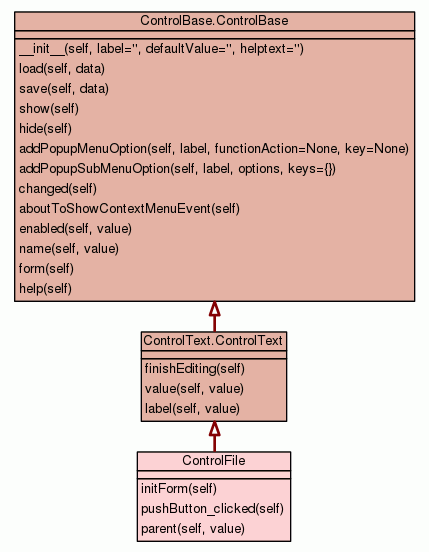 ControlBase.ControlBase
__init__(self, label='', defaultValue='', helptext='')
load(self, data)
save(self, data)
show(self)
hide(self)
addPopupMenuOption(self, label, functionAction=None, key=None)
addPopupSubMenuOption(self, label, options, keys={})
changed(self)
aboutToShowContextMenuEvent(self)
enabled(self, value)
name(self, value)
form(self)
help(self)
ControlText.ControlText
finishEditing(self)
value(self, value)
label(self, value)
ControlFile
initForm(self)
pushButton_clicked(self)
parent(self, value)